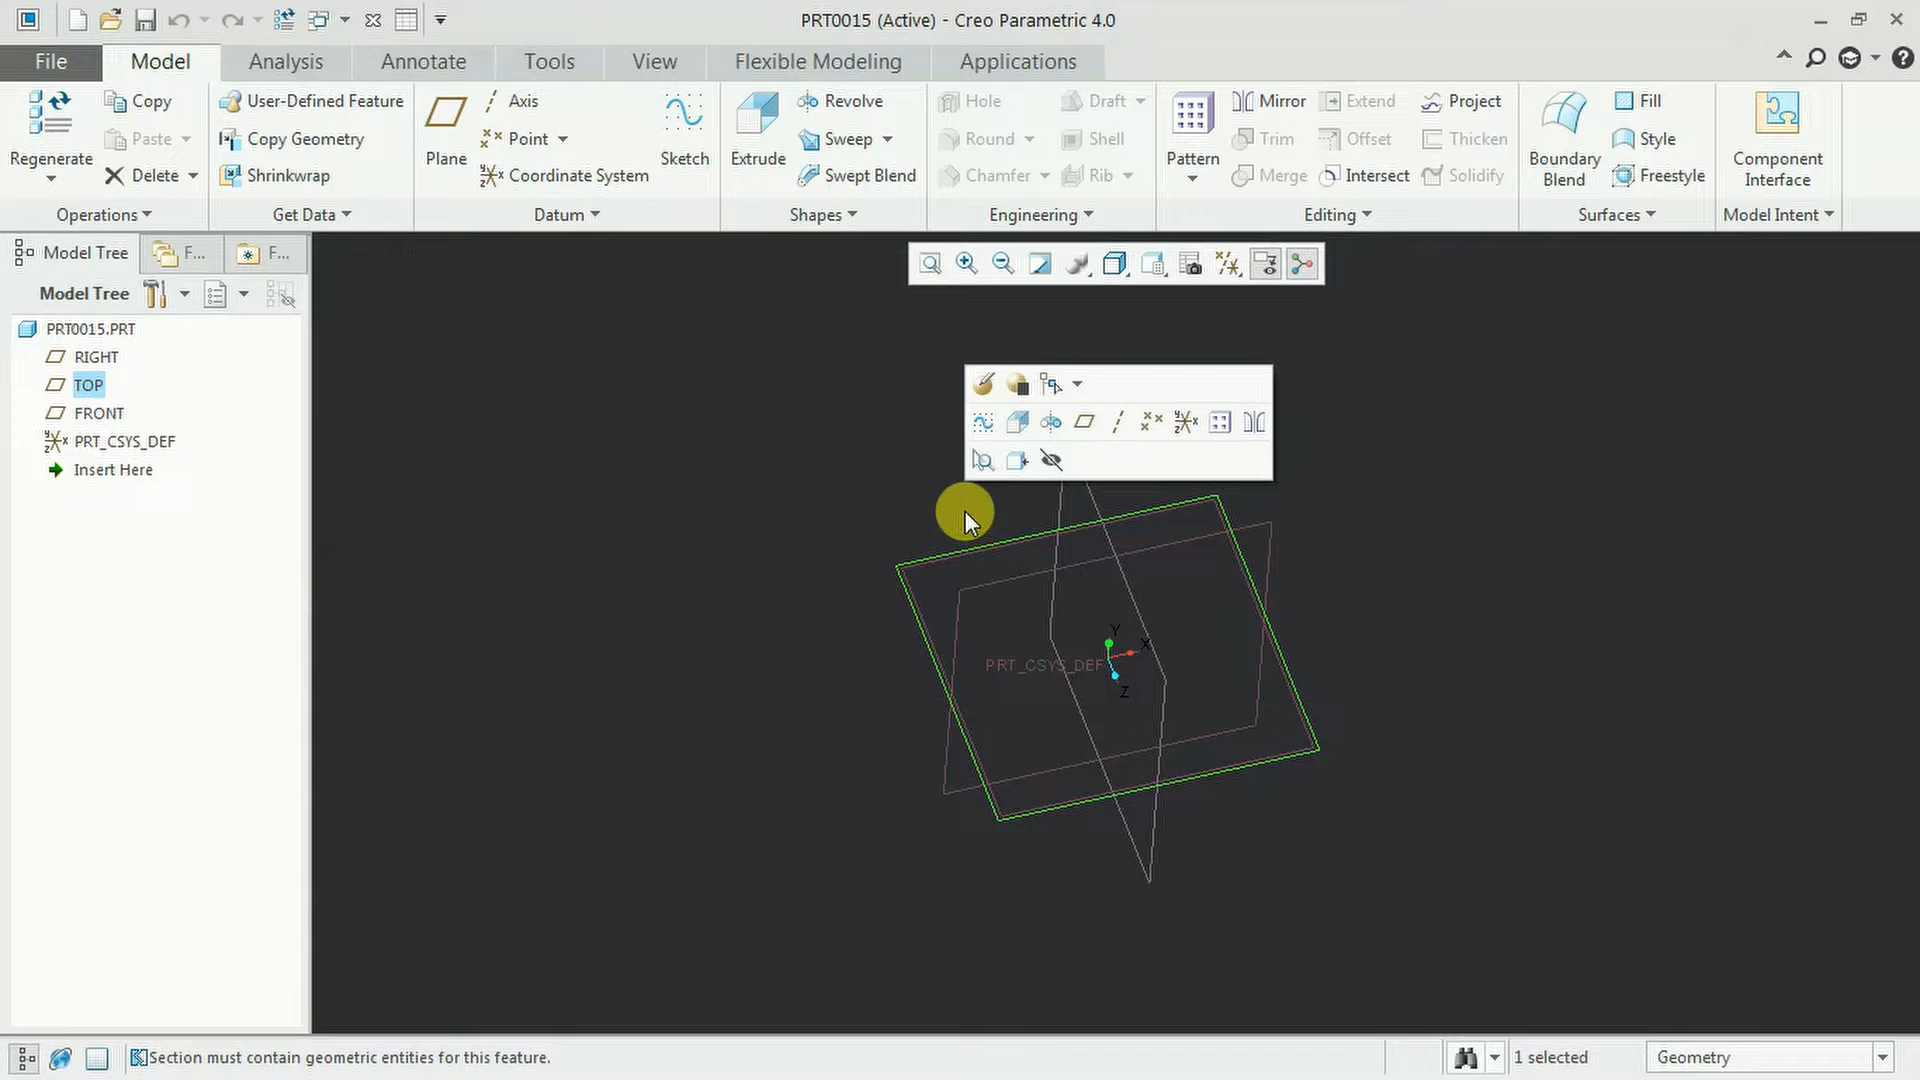 PRT0015 (Active) - Creo Parametric 4.0
File Model Analysis Annotate Tools View Flexible Modeling Applications
Regenerate
Copy
Paste
Delete
Operations
User-Defined Feature
Copy Geometry
Shrinkwrap
Get Data
Plane
Axis
Point
Coordinate System
Sketch
Datum
Extrude
Revolve
Sweep
Swept Blend
Shapes
Hole
Round
Chamfer
Draft
Shell
Rib
Engineering
Pattern
Mirror
Trim
Merge
Extend
Offset
Intersect
Project
Thicken
Solidify
Editing
Boundary
Blend
Fill
Style
Freestyle
Surfaces
Component
Interface
Model Intent
Model Tree F... F...
Model Tree
PRT0015.PRT
RIGHT
TOP
FRONT
PRT_CSYS_DEF
Insert Here
Y
X
PRT_CSYS_DEF
Z
Section must contain geometric entities for this feature.
1 selected
Geometry